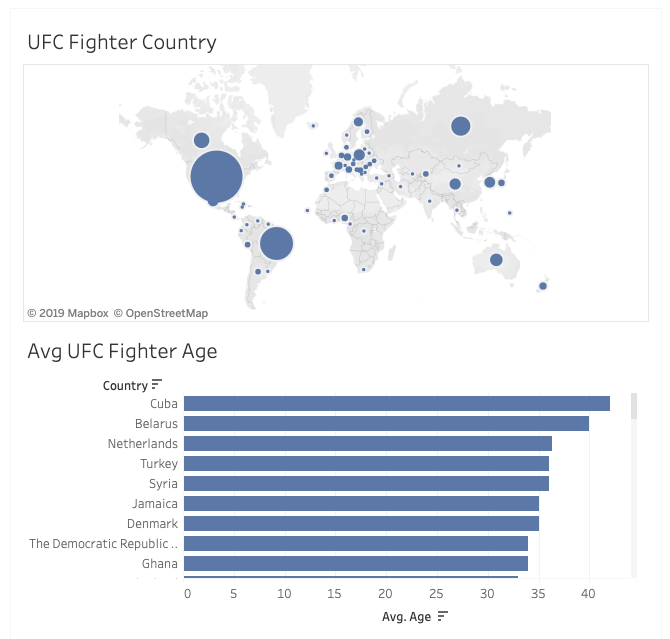 UFC Fighter Country
© 2019 Mapbox © OpenStreetMap
Avg UFC Fighter Age
Country
Cuba
Belarus
Netherlands
Turkey
Syria
Jamaica
Denmark
The Democratic Republic ..
Ghana
0 5 10 15 20 25 30 35 40
Avg. Age